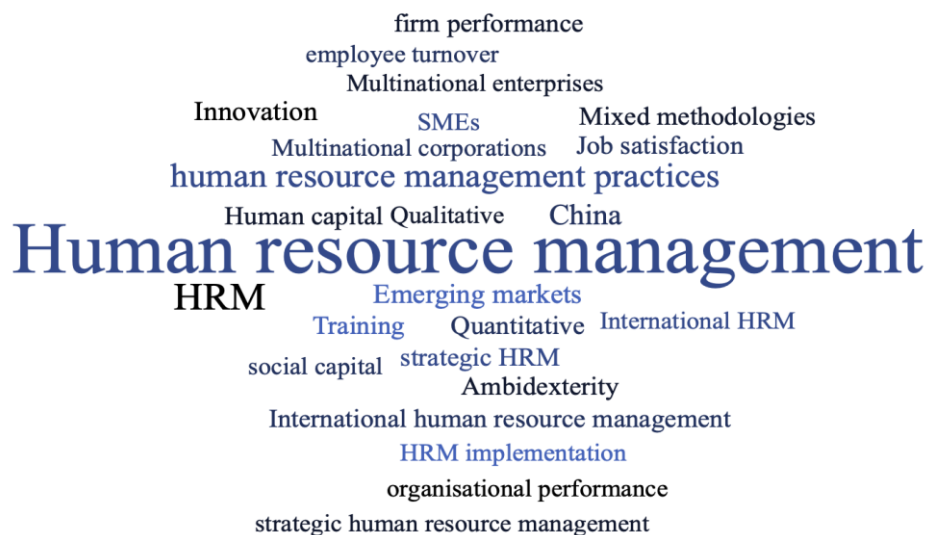 firm performance
employee turnover
Multinational enterprises
Innovation
SMEs
Mixed methodologies
Multinational corporations
Job satisfaction
human resource management practices
Human capital
Qualitative
China
Human resource management
HRM
Emerging markets
Training
Quantitative
International HRM
social capital
strategic HRM
Ambidexterity
International human resource management
HRM implementation
organisational performance
strategic human resource management